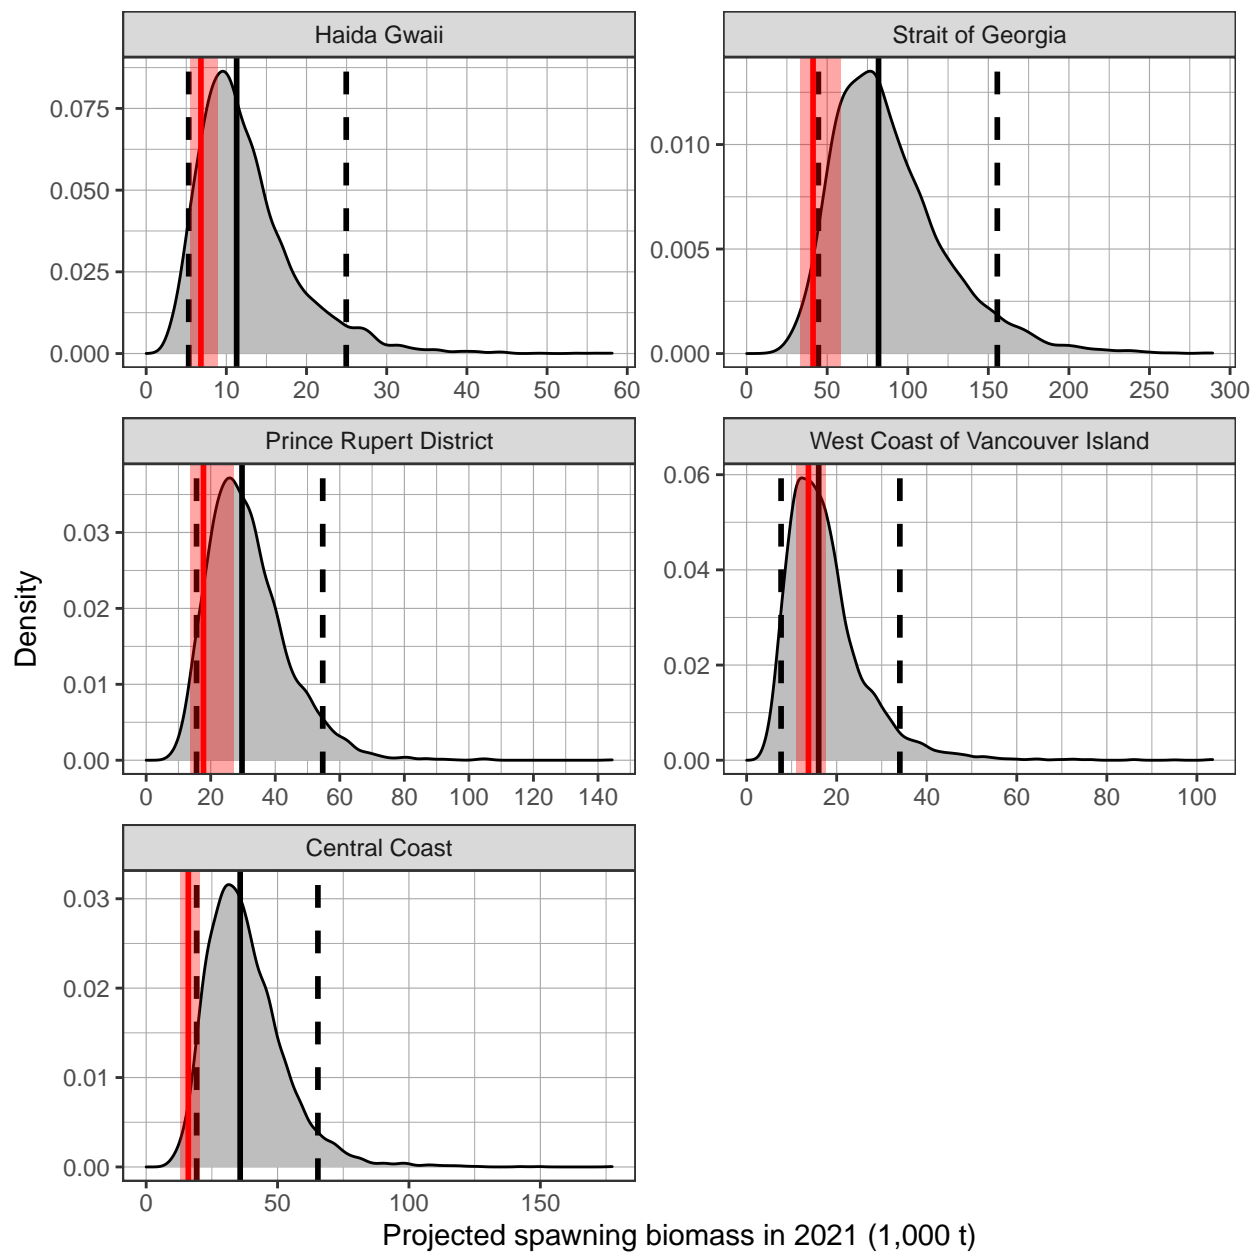 Haida Gwaii
0.075
0.050
0.025
0.000
0 10 20 30 40 50 60
Strait of Georgia
0.010
0.005
0.000
0 50 100 150 200 250 300
Prince Rupert District
0.03
0.02
0.01
0.00
0 20 40 60 80 100 120 140
West Coast of Vancouver Island
0.06
0.04
0.02
0.00
0 20 40 60 80 100
Central Coast
0.03
0.02
0.01
0.00
0 50 100 150
Density
Projected spawning biomass in 2021 (1,000 t)